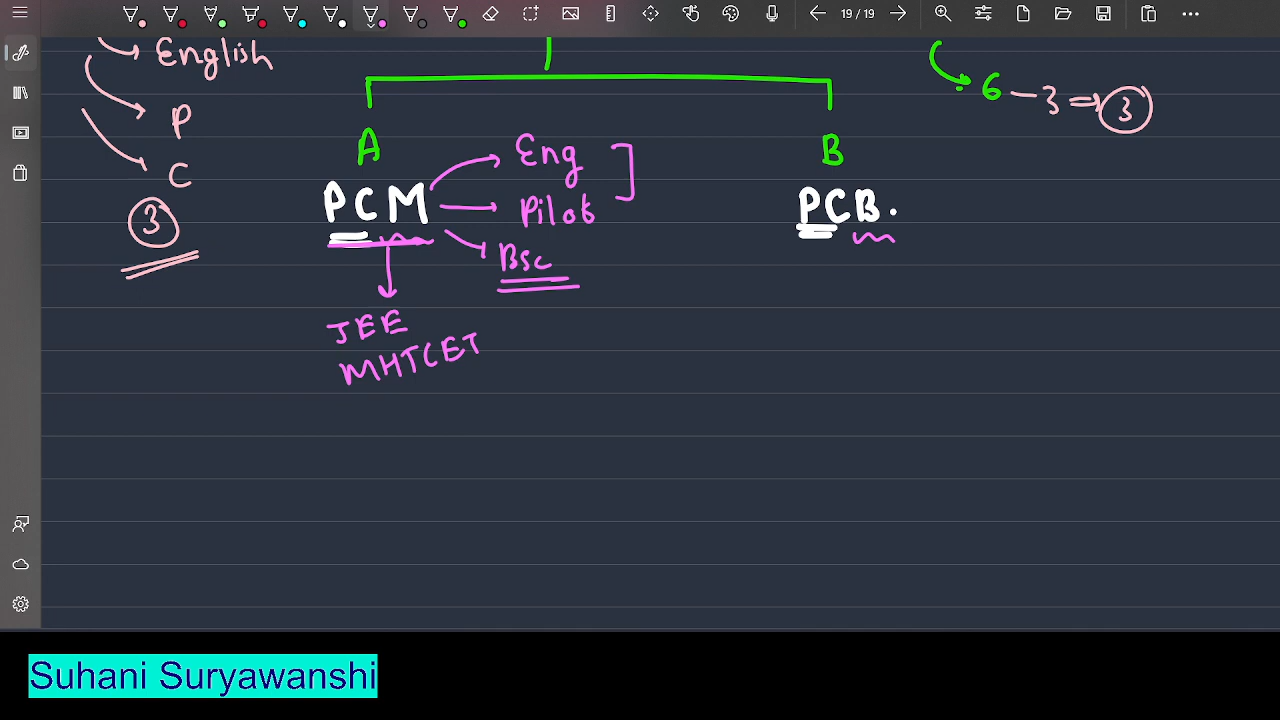 19/19
English
P
C
3
6 - 3 ⇒ 3
A
B
PCM
Eng
Pilot
Bsc
PCB.
JEE
MHTCET
Suhani Suryawanshi